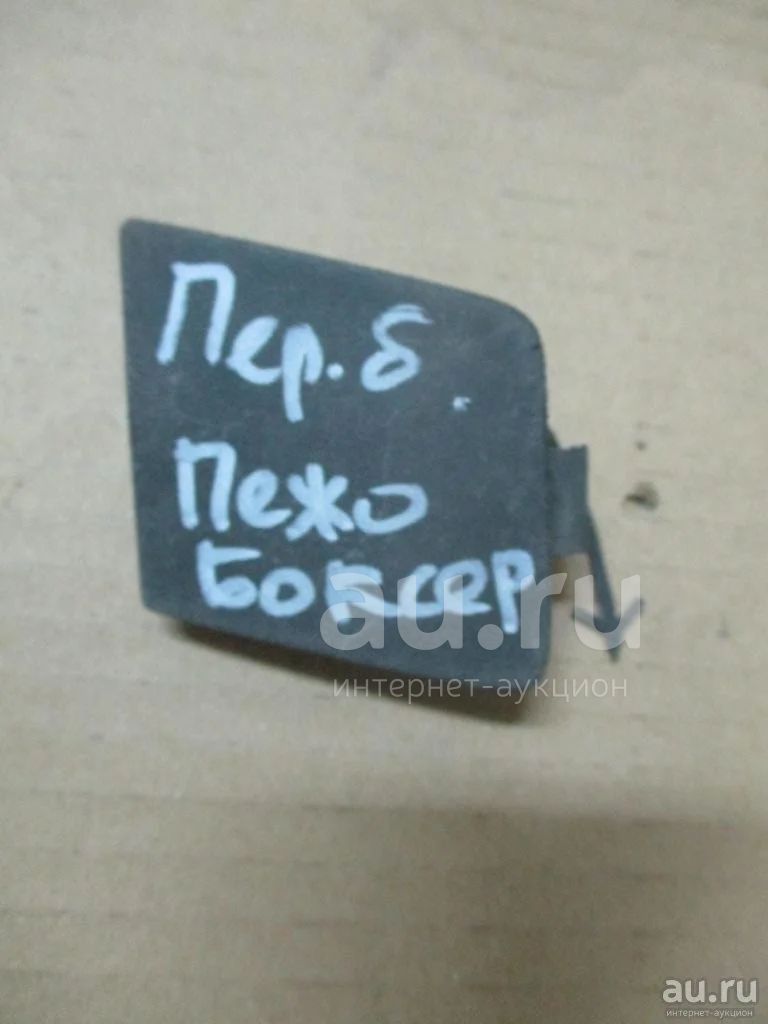 Пер. б
Пежо
Боксер
au.ru
интернет-аукцион
au.ru
интернет-аукцион